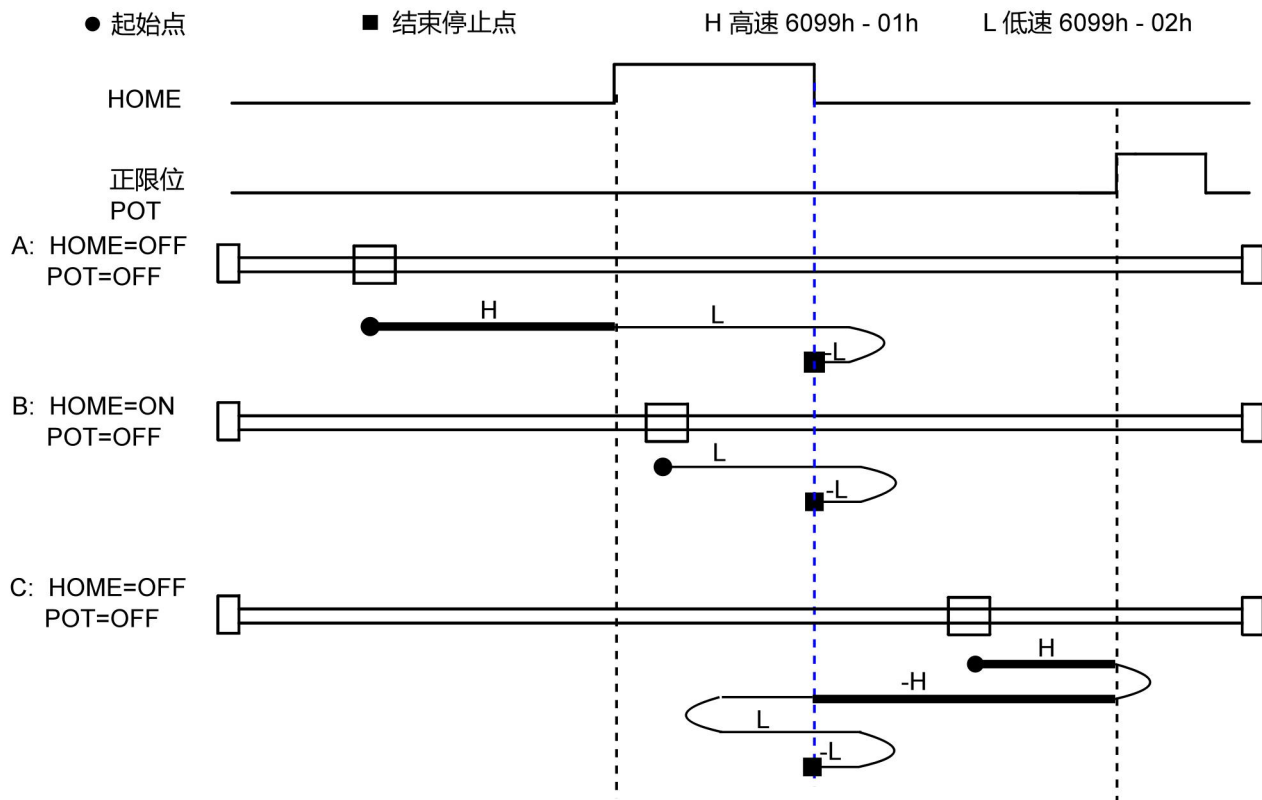 ● 起始点 ■ 结束停止点 H 高速 6099h - 01h L 低速 6099h - 02h
HOME
正限位
POT
A: HOME=OFF
POT=OFF
H
L
-L
B: HOME=ON
POT=OFF
L
-L
C: HOME=OFF
POT=OFF
H
-H
L
-L